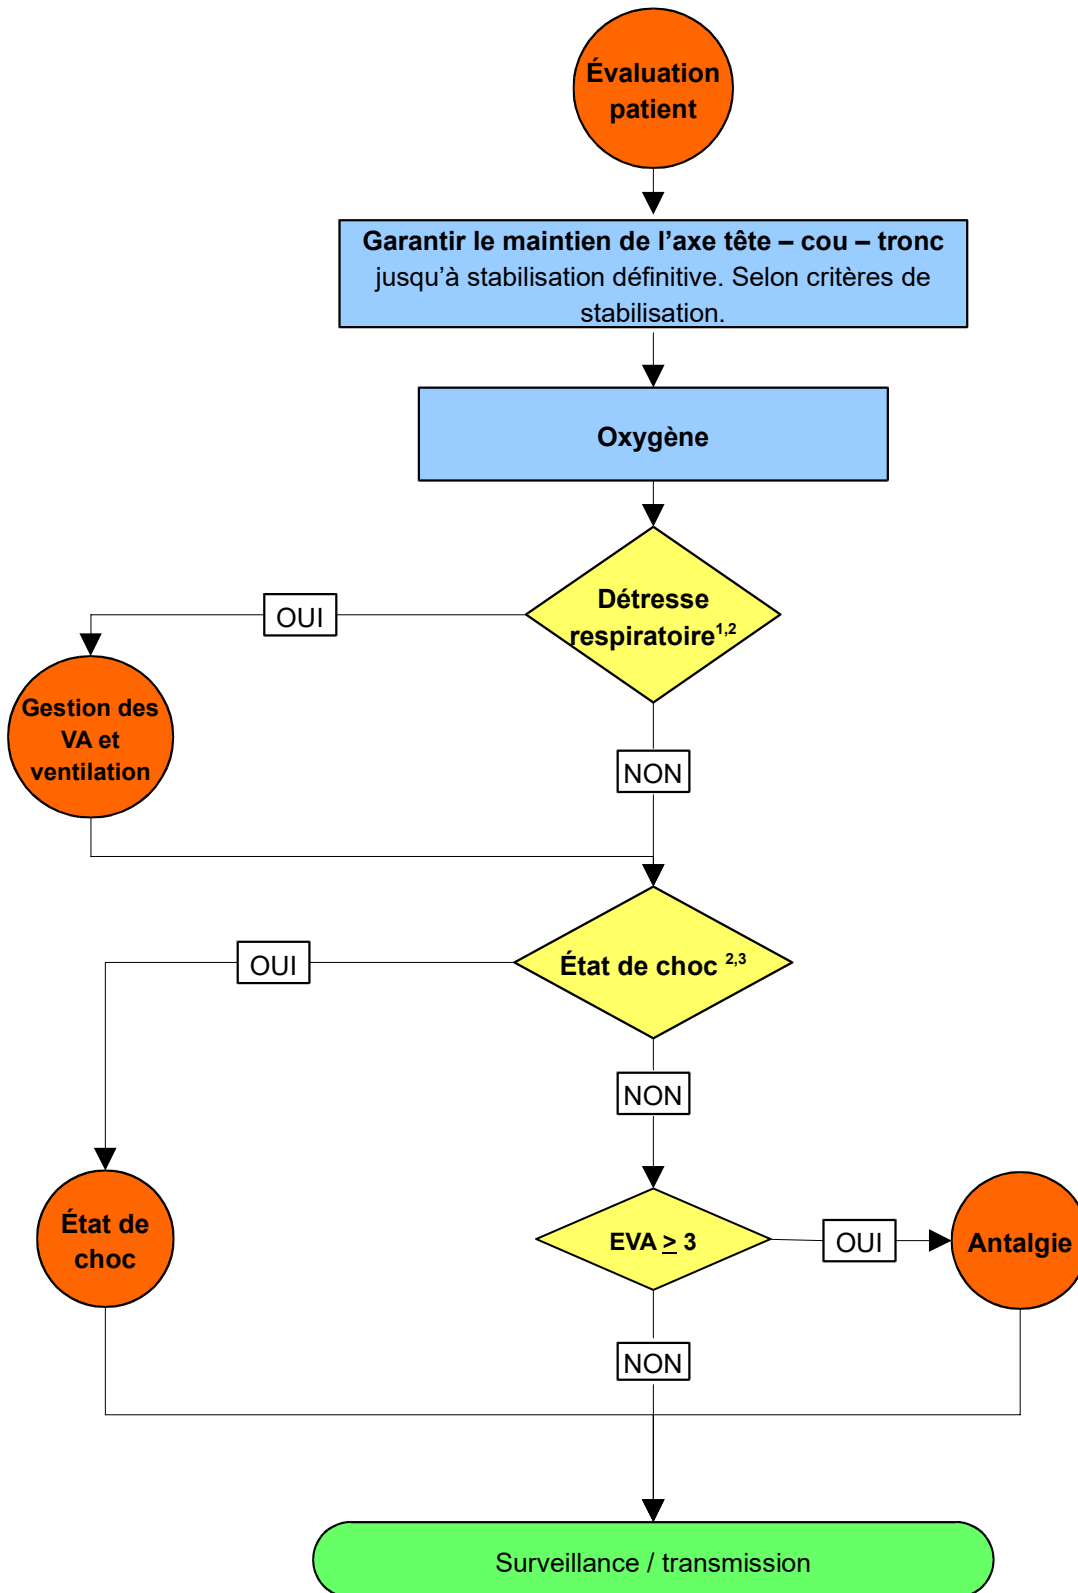 Évaluation
patient
Garantir le maintien de l’axe tête – cou – tronc
jusqu’à stabilisation définitive. Selon critères de
stabilisation.
Oxygène
Détresse
respiratoire1,2
OUI
Gestion des
VA et
ventilation
NON
État de choc 2,3
OUI
NON
État de
choc
EVA ≥ 3
OUI
Antalgie
NON
Surveillance / transmission